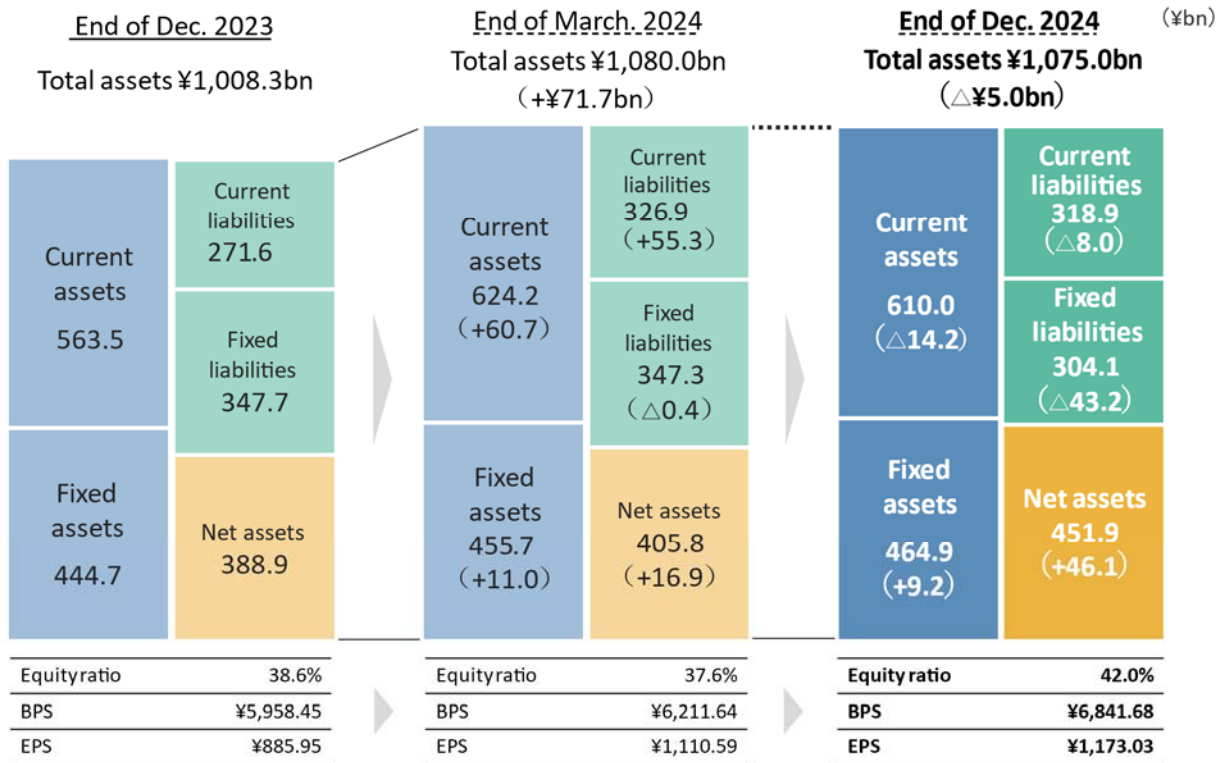 (¥bn)
End of Dec. 2023
Total assets ¥1,008.3bn
Current
assets
563.5
Fixed
assets
444.7
Current
liabilities
271.6
Fixed
liabilities
347.7
Net assets
388.9
Equity ratio 38.6%
BPS ¥5,958.45
EPS ¥885.95
End of March. 2024
Total assets ¥1,080.0bn
(+¥71.7bn)
Current
assets
624.2
(+60.7)
Fixed
assets
455.7
(+11.0)
Current
liabilities
326.9
(+55.3)
Fixed
liabilities
347.3
(△0.4)
Net assets
405.8
(+16.9)
Equity ratio 37.6%
BPS ¥6,211.64
EPS ¥1,110.59
End of Dec. 2024
Total assets ¥1,075.0bn
(△¥5.0bn)
Current
assets
610.0
(△14.2)
Fixed
assets
464.9
(+9.2)
Current
liabilities
318.9
(△8.0)
Fixed
liabilities
304.1
(△43.2)
Net assets
451.9
(+46.1)
Equity ratio 42.0%
BPS ¥6,841.68
EPS ¥1,173.03